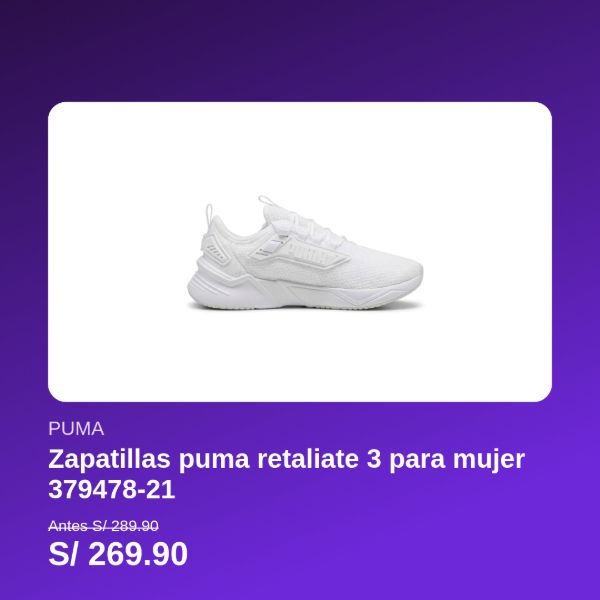 PUMA
Zapatillas puma retaliate 3 para mujer
379478-21
Antes S/ 289.90
S/ 269.90